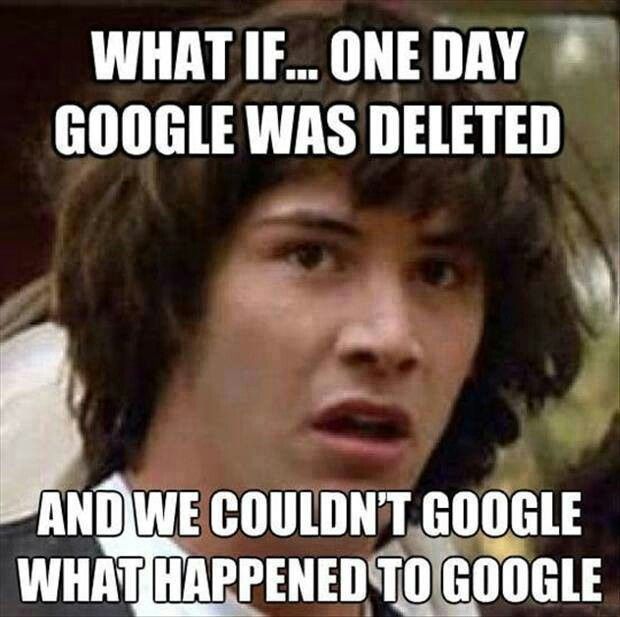 WHAT IF... ONE DAY
GOOGLE WAS DELETED
AND WE COULDN'T GOOGLE
WHAT HAPPENED TO GOOGLE